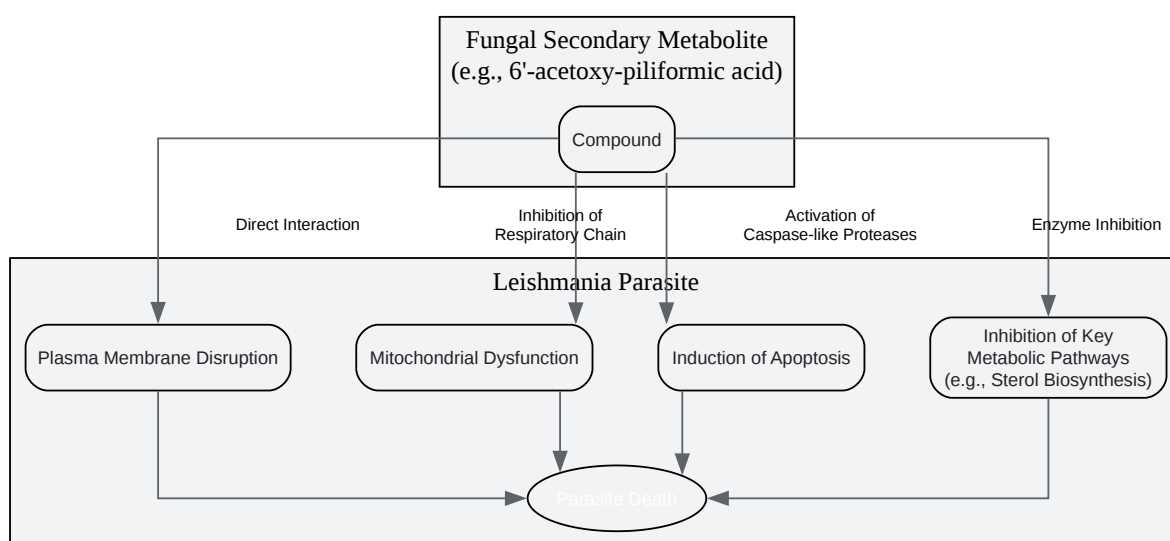 Fungal Secondary Metabolite
(e.g., 6'-acetoxy-piliformic acid)
Compound
Direct Interaction
Inhibition of
Respiratory Chain
Activation of
Caspase-like Proteases
Enzyme Inhibition
Leishmania Parasite
Plasma Membrane Disruption
Mitochondrial Dysfunction
Induction of Apoptosis
Inhibition of Key
Metabolic Pathways
(e.g., Sterol Biosynthesis)
Parasite Death